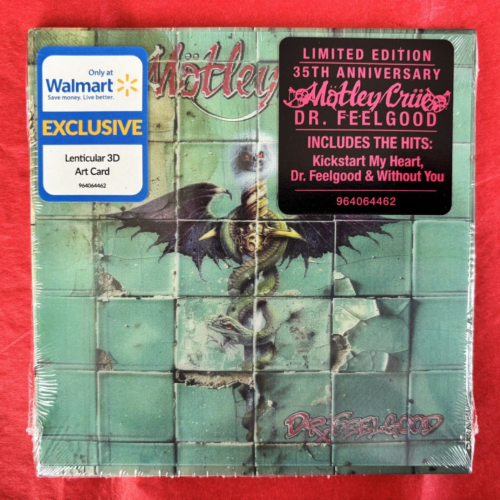 Only at
Walmart
Save money. Live better.
EXCLUSIVE
Lenticular 3D
Art Card
964064462
Mötley
LIMITED EDITION
35TH ANNIVERSARY
Mötley Crüe
DR. FEELGOOD
INCLUDES THE HITS:
Kickstart My Heart,
Dr. Feelgood & Without You
964064462
DR. FEELGOOD